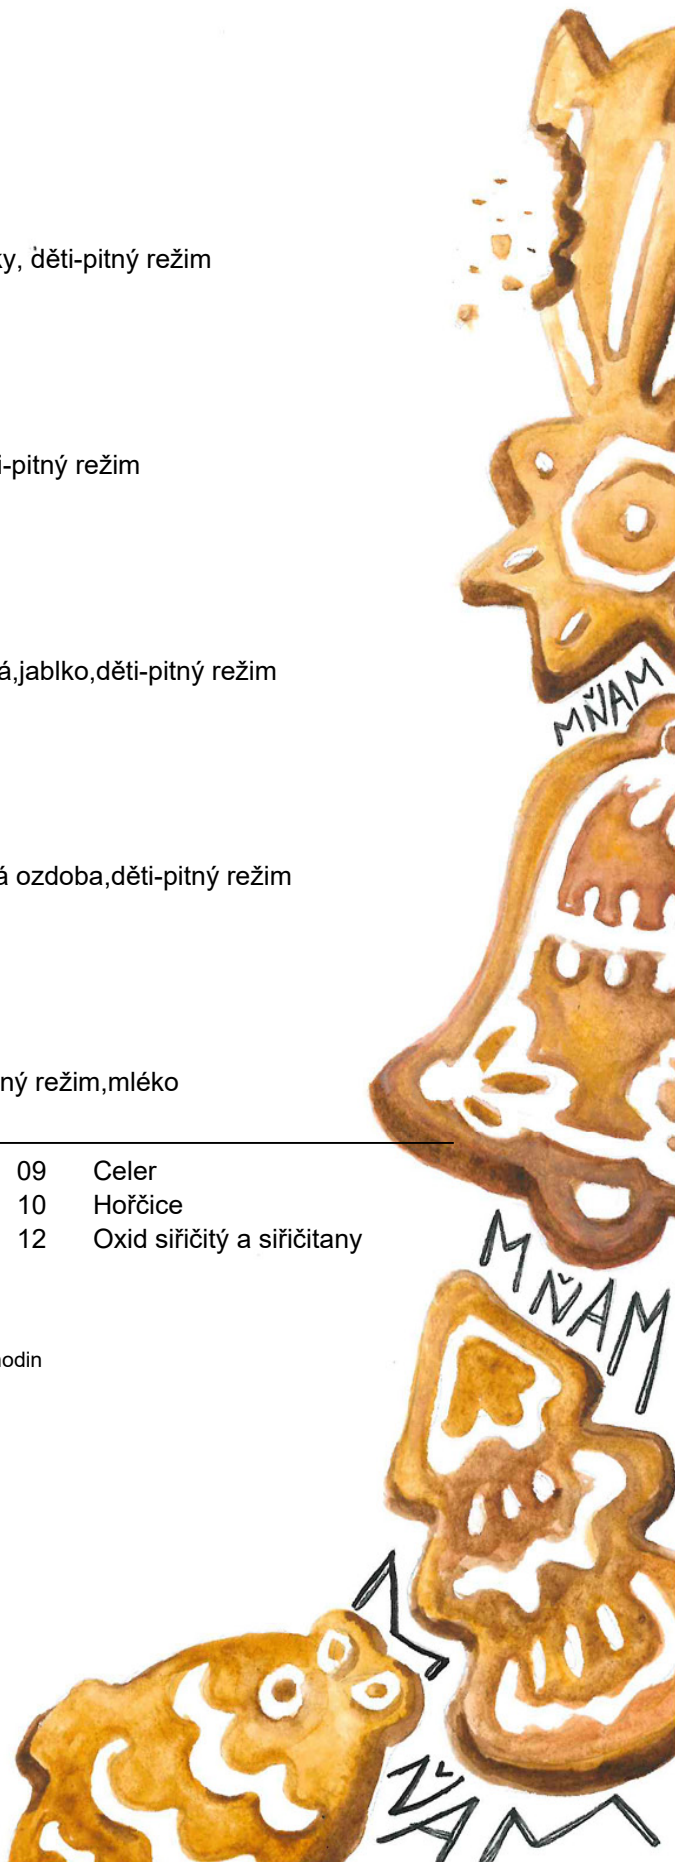 ky, děti-pitný režim
i-pitný režim
á,jablko,děti-pitný režim
MŇAM
á ozdoba,děti-pitný režim
ný režim,mléko
09 Celer
10 Hořčice
12 Oxid siřičitý a siřičitany
MŇAM
hodin
M
ŇAM